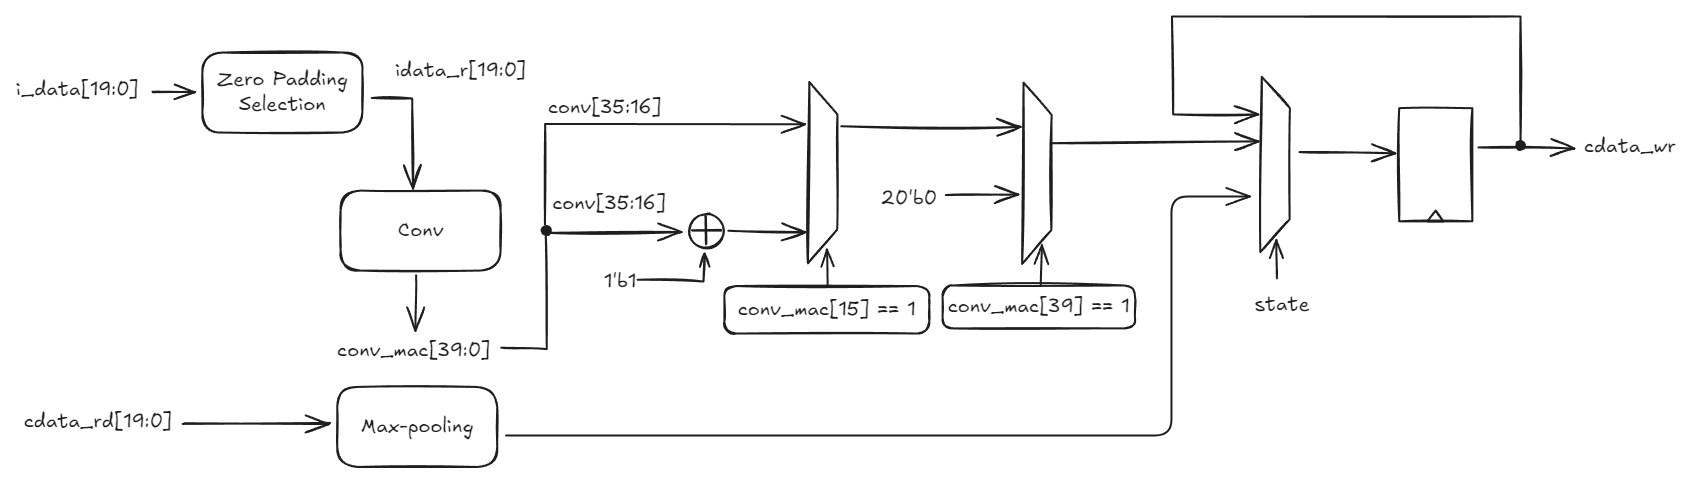 i_data[19:0]
Zero Padding
Selection
idata_r[19:0]
conv[35:16]
conv[35:16]
1'b1
Conv
conv_mac[39:0]
conv_mac[15] == 1
20'b0
conv_mac[39] == 1
state
cdata_wr
cdata_rd[19:0]
Max-pooling